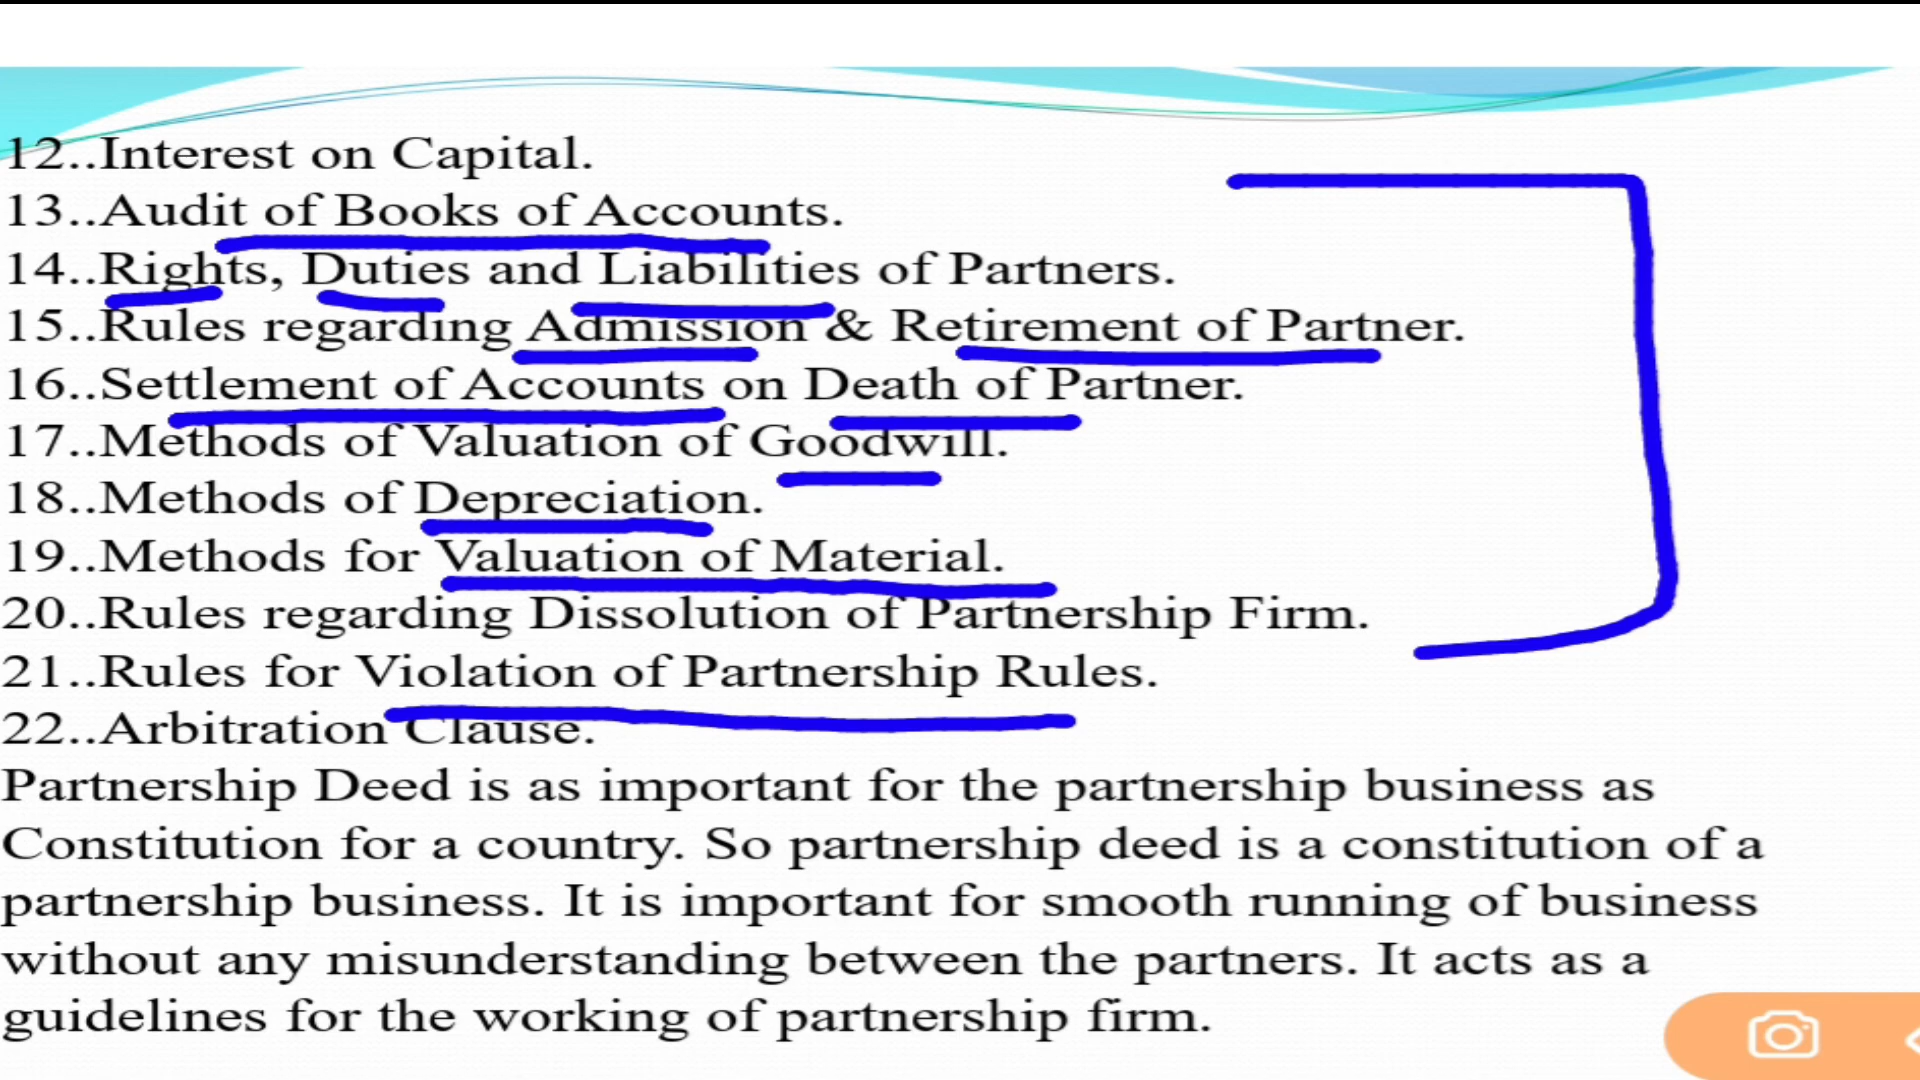 12..Interest on Capital.
13..Audit of Books of Accounts.
14..Rights, Duties and Liabilities of Partners.
15..Rules regarding Admission & Retirement of Partner.
16..Settlement of Accounts on Death of Partner.
17..Methods of Valuation of Goodwill.
18..Methods of Depreciation.
19..Methods for Valuation of Material.
20..Rules regarding Dissolution of Partnership Firm.
21..Rules for Violation of Partnership Rules.
22..Arbitration Clause.
Partnership Deed is as important for the partnership business as
Constitution for a country. So partnership deed is a constitution of a
partnership business. It is important for smooth running of business
without any misunderstanding between the partners. It acts as a
guidelines for the working of partnership firm.